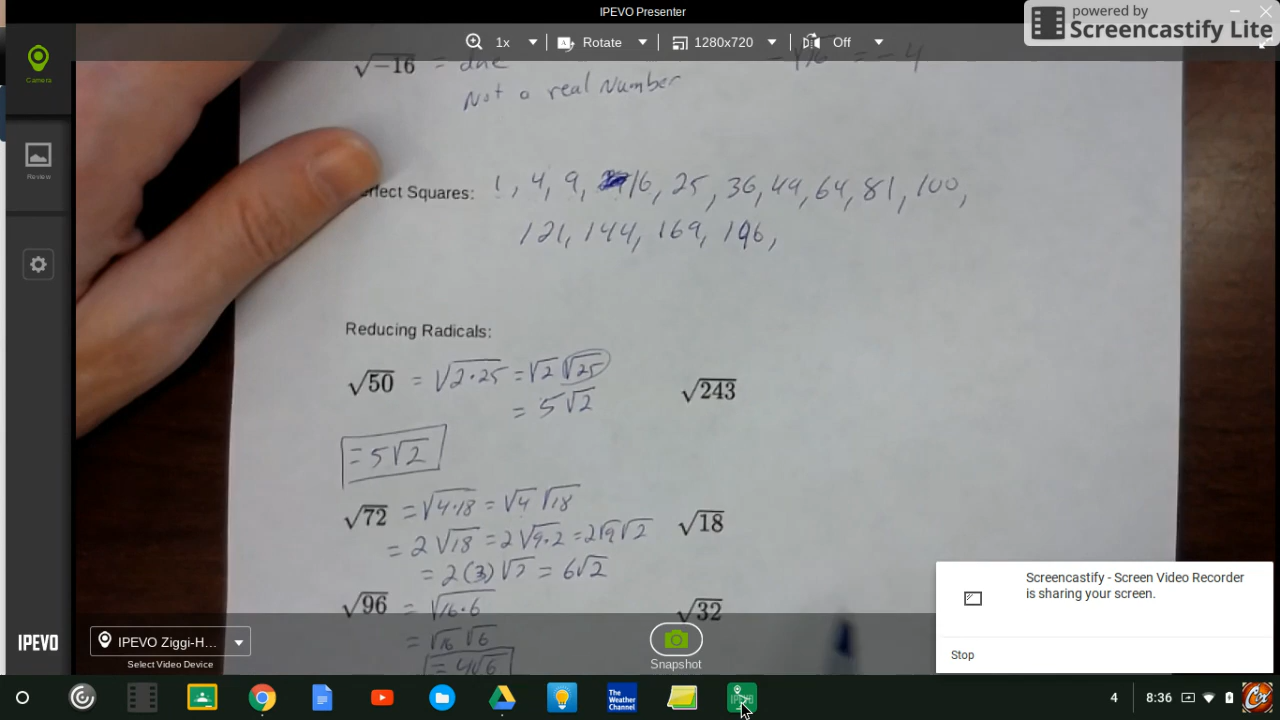 IPEVO Presenter
powered by
Screencastify Lite
1x Rotate 1280x720 Off
Camera
Review
√-16 = dne
-√16 = -4
Not a real Number
erfect Squares: 1, 4, 9, 16, 25, 36, 49, 64, 81, 100,
121, 144, 169, 196,
Reducing Radicals:
√50 = √2·25 = √2 √25
= 5√2
= 5√2
√243
√72 = √4·18 = √4 √18
= 2√18 = 2√9·2 = 2√9√2
= 2(3)√2 = 6√2
√18
√96 = √16·6
= √16 √6
= 4√6
√32
Screencastify - Screen Video Recorder
is sharing your screen.
Stop
IPEVO
IPEVO Ziggi-H...
Select Video Device
Snapshot
The
Weather
Channel
4 8:36